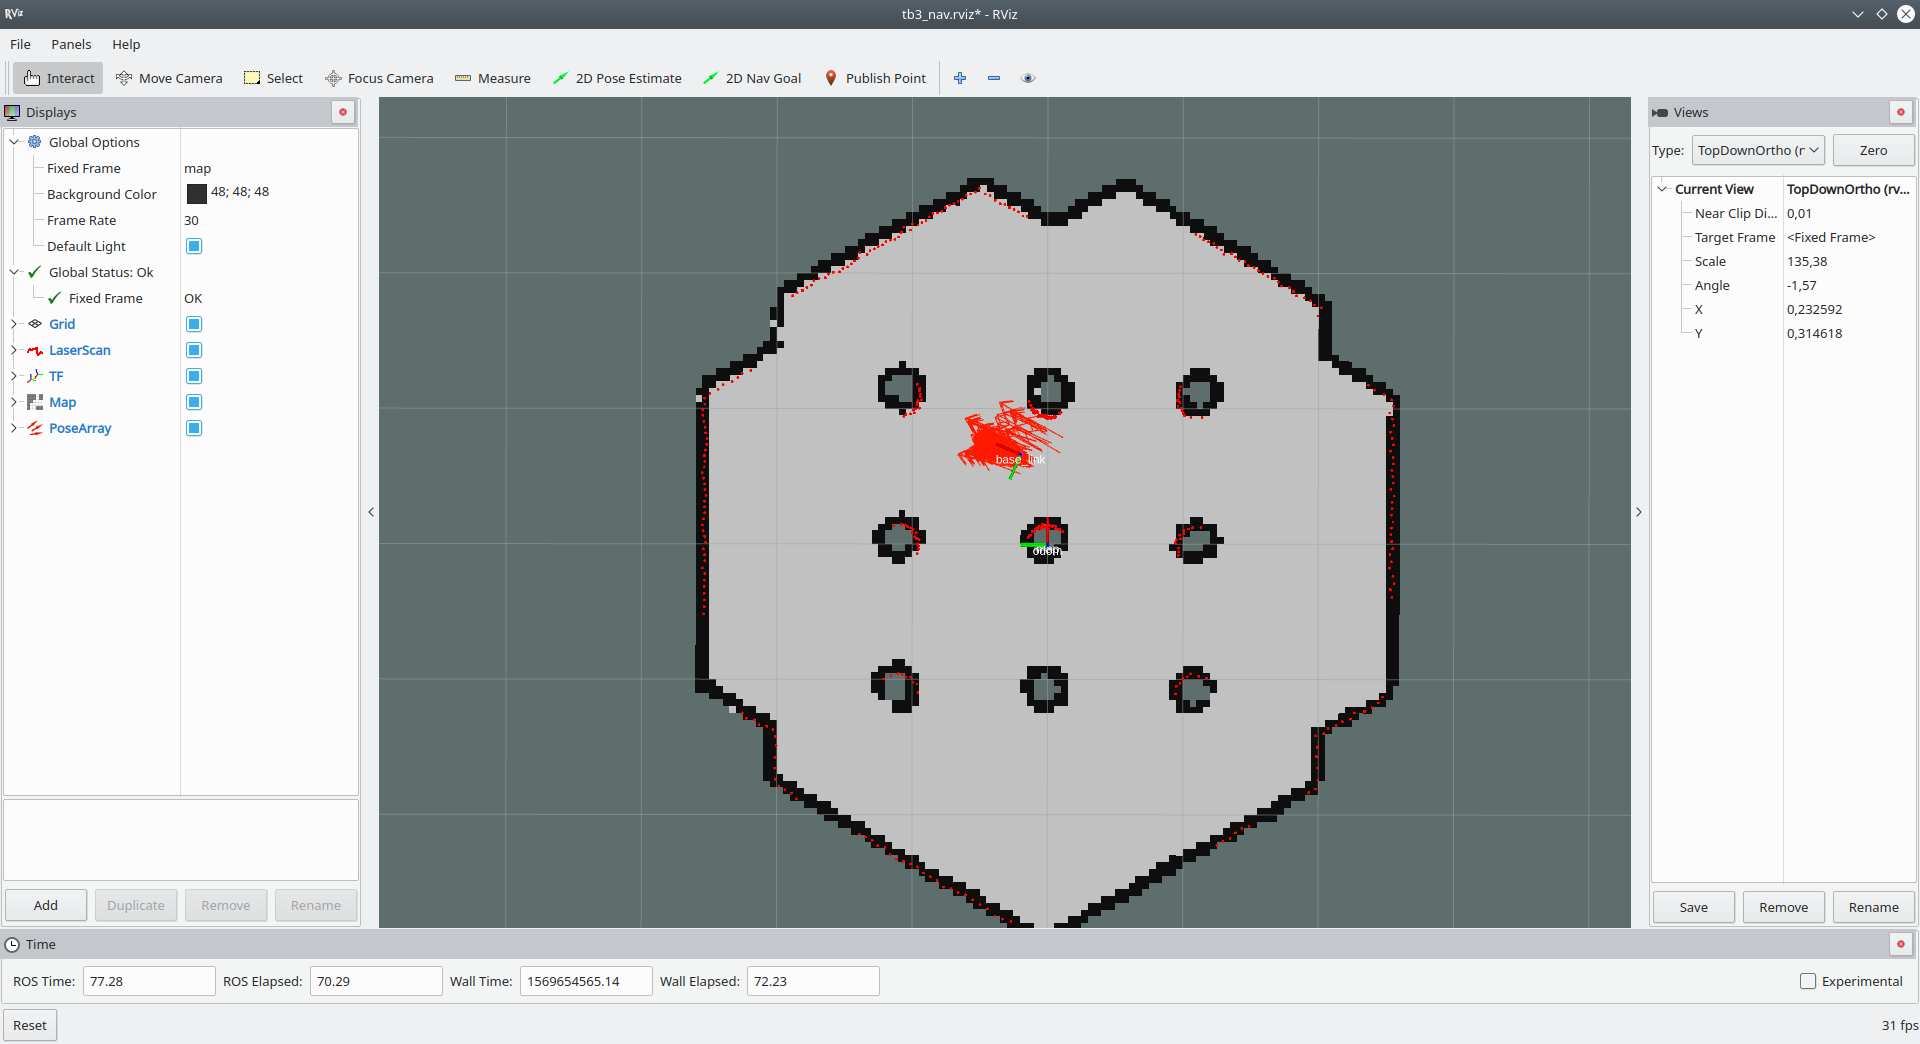 RViz
tb3_nav.rviz* - RViz
File Panels Help
Interact Move Camera Select Focus Camera Measure 2D Pose Estimate 2D Nav Goal Publish Point
Displays
Global Options
Fixed Frame map
Background Color 48; 48; 48
Frame Rate 30
Default Light
Global Status: Ok
Fixed Frame OK
Grid
LaserScan
TF
Map
PoseArray
Add Duplicate Remove Rename
base_link
odom
Views
Type: TopDownOrtho (r Zero
Current View TopDownOrtho (rv...
Near Clip Di... 0,01
Target Frame <Fixed Frame>
Scale 135,38
Angle -1,57
X 0,232592
Y 0,314618
Save Remove Rename
Time
ROS Time: 77.28 ROS Elapsed: 70.29 Wall Time: 1569654565.14 Wall Elapsed: 72.23 Experimental
Reset 31 fps